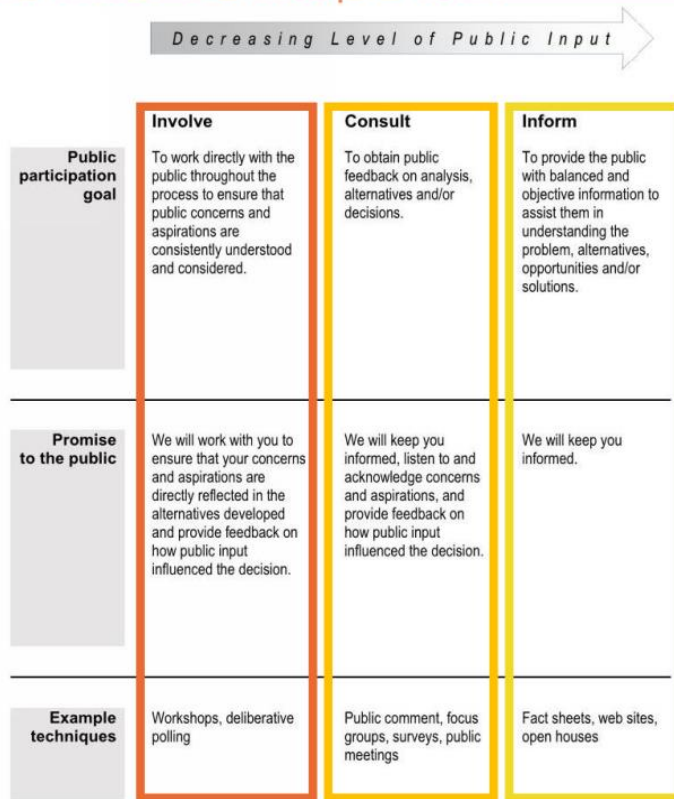 Decreasing Level of Public Input
Involve
Consult
Inform
Public
participation
goal
To work directly with the
public throughout the
process to ensure that
public concerns and
aspirations are
consistently understood
and considered.
To obtain public
feedback on analysis,
alternatives and/or
decisions.
To provide the public
with balanced and
objective information to
assist them in
understanding the
problem, alternatives,
opportunities and/or
solutions.
Promise
to the public
We will work with you to
ensure that your concerns
and aspirations are
directly reflected in the
alternatives developed
and provide feedback on
how public input
influenced the decision.
We will keep you
informed, listen to and
acknowledge concerns
and aspirations, and
provide feedback on
how public input
influenced the decision.
We will keep you
informed.
Example
techniques
Workshops, deliberative
polling
Public comment, focus
groups, surveys, public
meetings
Fact sheets, web sites,
open houses